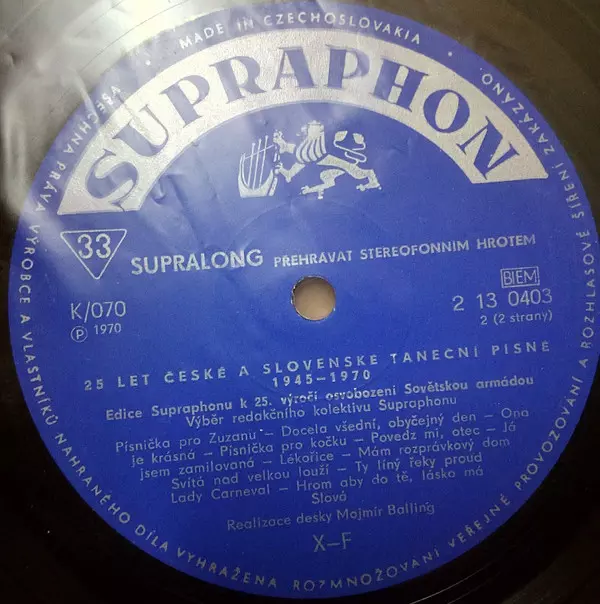 MADE IN CZECHOSLOVAKIA
SUPRAPHON
33
SUPRALONG PŘEHRÁVAT STEREOFONNÍM HROTEM
K/070
Ⓟ 1970
BIEM
2 13 0403
2 (2 strany)
25 LET ČESKÉ A SLOVENSKÉ TANEČNÍ PÍSNĚ
1945-1970
Edice Supraphonu k 25. výročí osvobození Sovětskou armádou
Výběr redakčního kolektivu Supraphonu
Písnička pro Zuzanu – Docela všední, obyčejný den – Ona
je krásná – Písnička pro kočku – Povedz mi, otec – Já
jsem zamilovaná – Lékořice – Mám rozprávkový dom
Svítá nad velkou louží – Ty líný řeky proud
Lady Carneval – Hrom aby do tě, lásko má
Slová
Realizace desky Mojmír Balling
X-F
VŠECHNA PRÁVA VÝROBCE A VLASTNÍKŮ NAHRANÉHO DÍLA VYHRAŽENA ROZMNOŽOVÁNÍ VEŘEJNÉ PROVOZOVÁNÍ A ROZHLASOVÉ ŠÍŘENÍ ZAKÁZÁNO